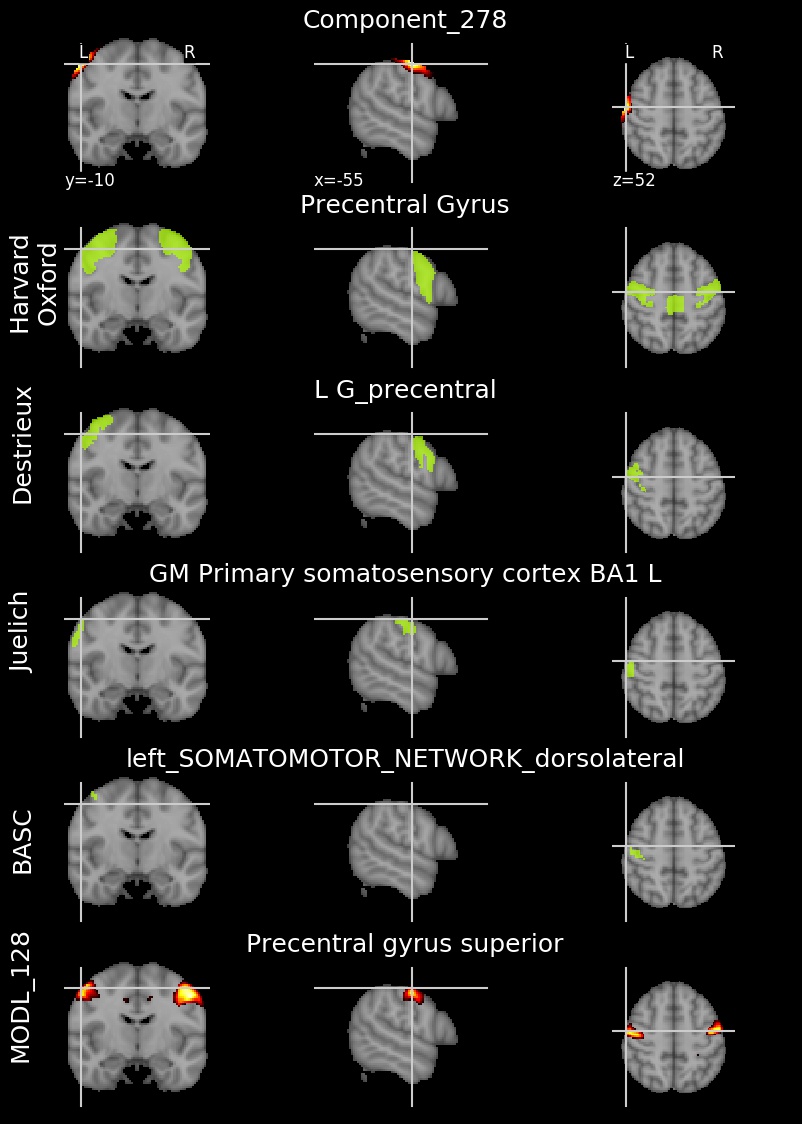 Component_278
L R L R
y=-10 x=-55 z=52
Precentral Gyrus
Harvard
Oxford
L G_precentral
Destrieux
GM Primary somatosensory cortex BA1 L
Juelich
left_SOMATOMOTOR_NETWORK_dorsolateral
BASC
Precentral gyrus superior
MODL_128